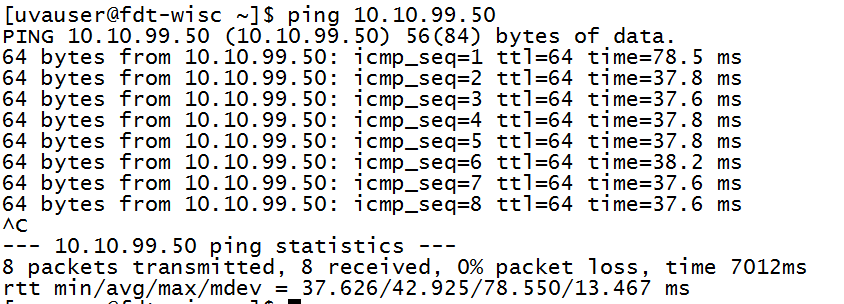 [uvauser@fdt-wisc ~]$ ping 10.10.99.50
PING 10.10.99.50 (10.10.99.50) 56(84) bytes of data.
64 bytes from 10.10.99.50: icmp_seq=1 ttl=64 time=78.5 ms
64 bytes from 10.10.99.50: icmp_seq=2 ttl=64 time=37.8 ms
64 bytes from 10.10.99.50: icmp_seq=3 ttl=64 time=37.6 ms
64 bytes from 10.10.99.50: icmp_seq=4 ttl=64 time=37.8 ms
64 bytes from 10.10.99.50: icmp_seq=5 ttl=64 time=37.8 ms
64 bytes from 10.10.99.50: icmp_seq=6 ttl=64 time=38.2 ms
64 bytes from 10.10.99.50: icmp_seq=7 ttl=64 time=37.6 ms
64 bytes from 10.10.99.50: icmp_seq=8 ttl=64 time=37.6 ms
^C
--- 10.10.99.50 ping statistics ---
8 packets transmitted, 8 received, 0% packet loss, time 7012ms
rtt min/avg/max/mdev = 37.626/42.925/78.550/13.467 ms
[uvauser@fdt-wisc ~]$